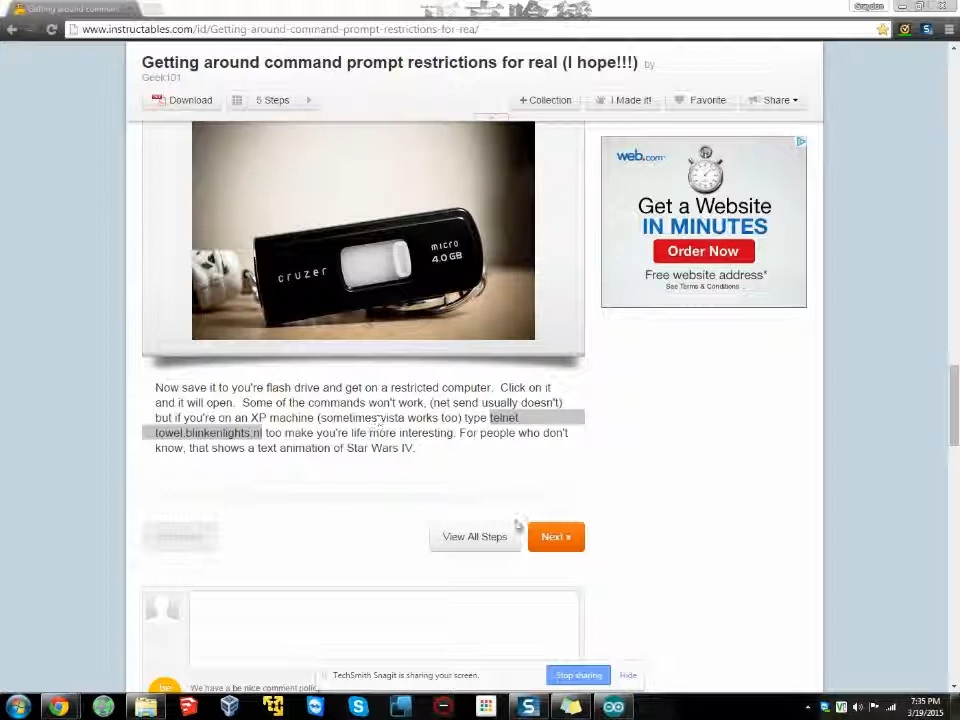 Getting around comman
Graydon
www.instructables.com/id/Getting-around-command-prompt-restrictions-for-rea/
Getting around command prompt restrictions for real (I hope!!!) by
Geek101
Download
5 Steps
+ Collection
I Made it!
Favorite
Share
cruzer
micro
4.0 GB
web.com
Get a Website
IN MINUTES
Order Now
Free website address*
See Terms & Conditions
Now save it to you're flash drive and get on a restricted computer. Click on it
and it will open. Some of the commands won't work, (net send usually doesn't)
but if you're on an XP machine (sometimes vista works too) type telnet
towel.blinkenlights.nl too make you're life more interesting. For people who don't
know, that shows a text animation of Star Wars IV.
View All Steps
Next »
be
We have a be nice comment polic
TechSmith Snagit is sharing your screen.
Stop sharing
Hide
7:35 PM
3/19/2015